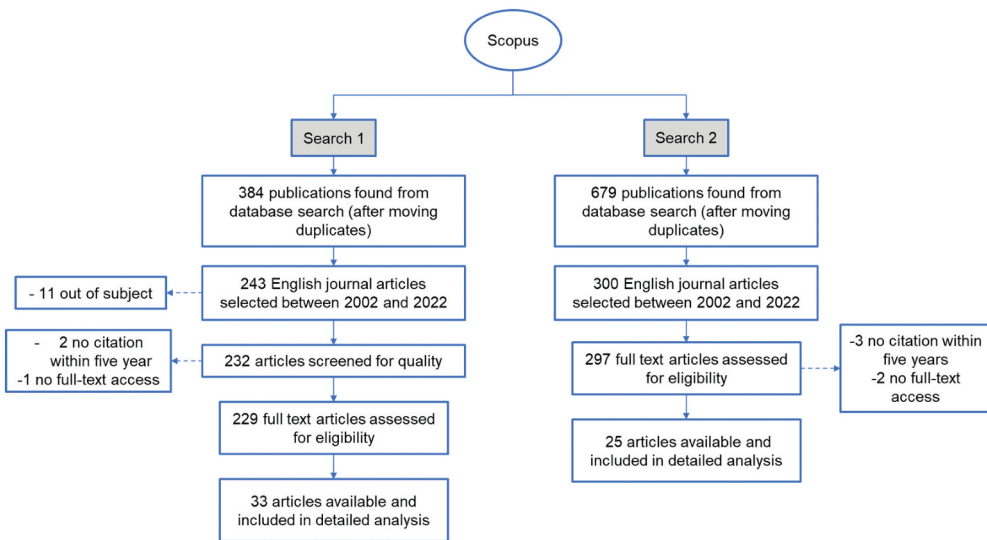 Scopus
Search 1
Search 2
384 publications found from
database search (after moving
duplicates)
679 publications found from
database search (after moving
duplicates)
- 11 out of subject
243 English journal articles
selected between 2002 and 2022
300 English journal articles
selected between 2002 and 2022
- 2 no citation
within five year
-1 no full-text access
232 articles screened for quality
297 full text articles assessed
for eligibility
-3 no citation within
five years
-2 no full-text
access
229 full text articles assessed
for eligibility
25 articles available and
included in detailed analysis
33 articles available and
included in detailed analysis